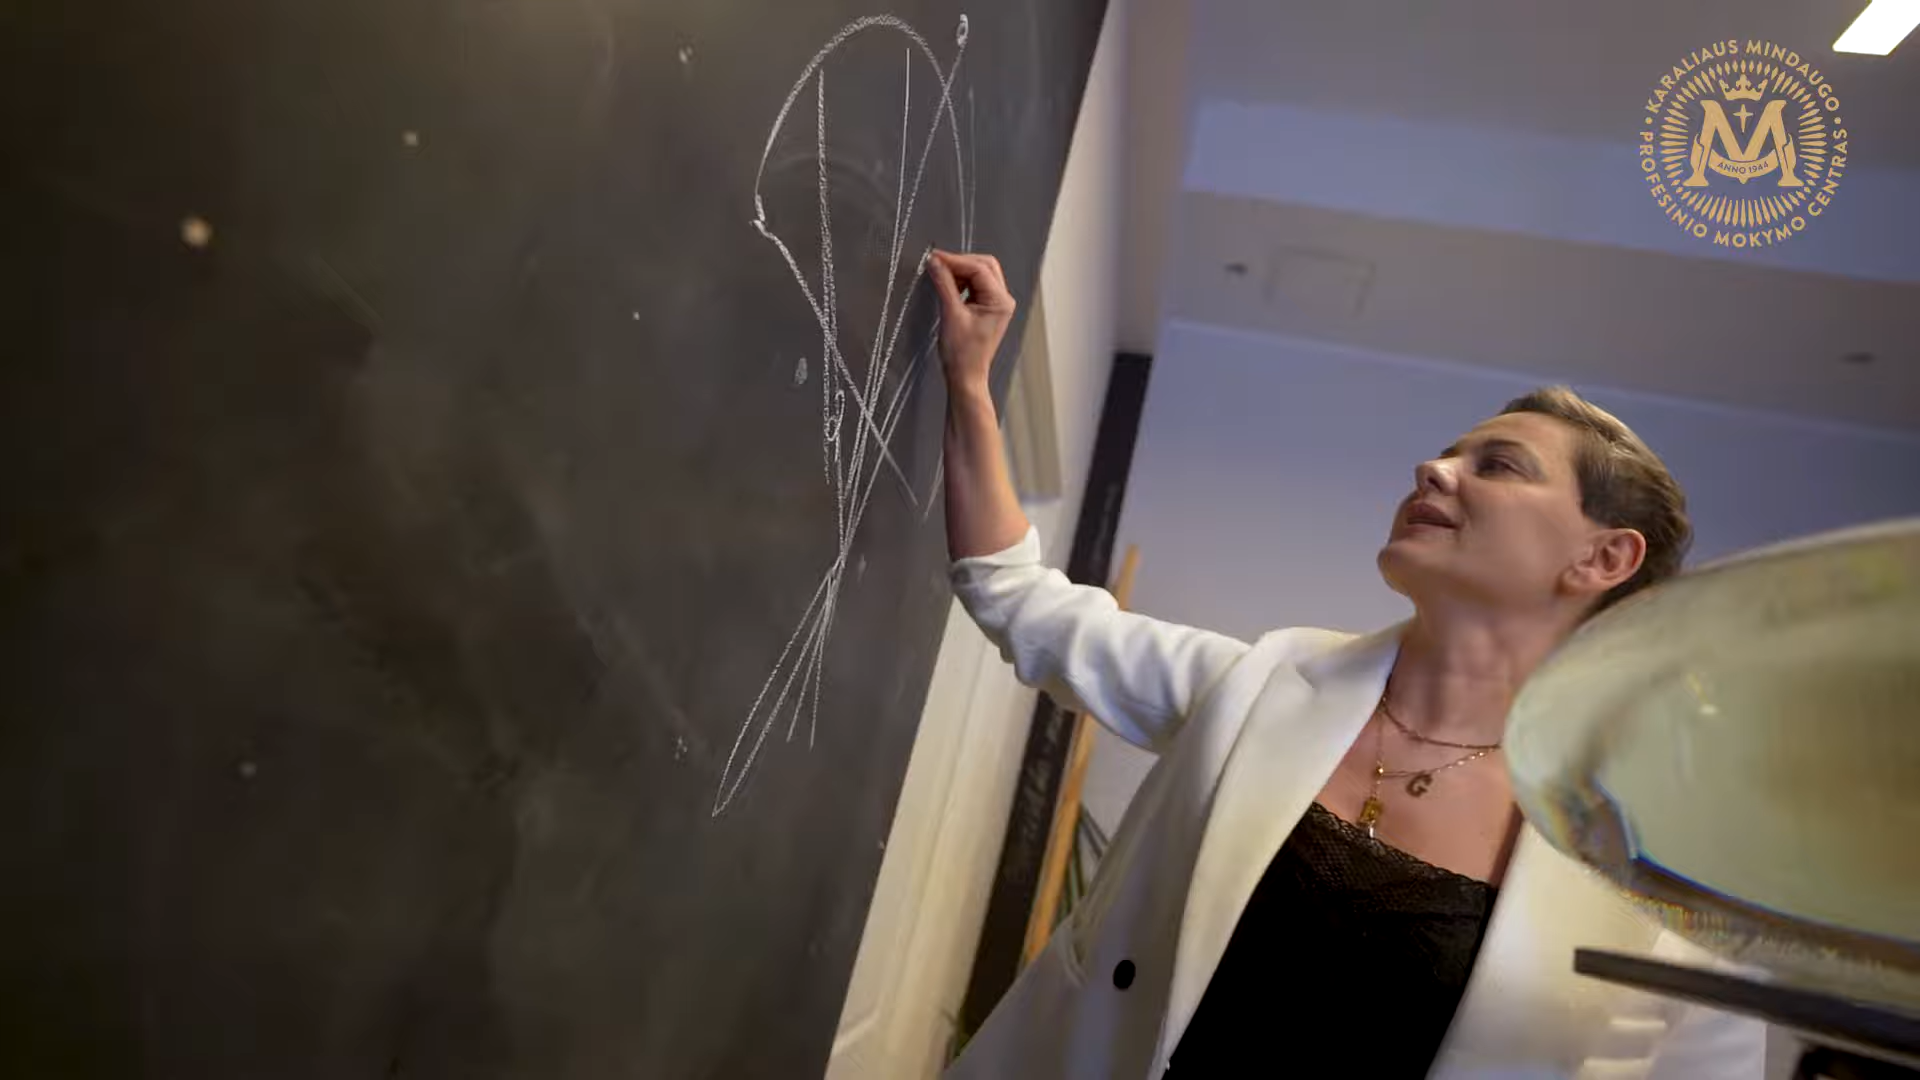 • KARALIAUS MINDAUGO •
PROFESINIO MOKYMO CENTRAS
M
ANNO 1944
G